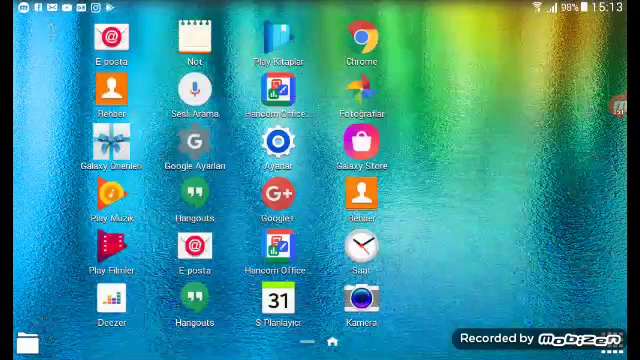 98% 15:13
E-posta Not Play Kitaplar Chrome
Rehber Sesli Arama Hancom Office... Fotoğraflar
Galaxy Önerileri Google Ayarları Ayarlar Galaxy Store
Play Müzik Hangouts Google+ Rehber
Play Filmler E-posta Hancom Office... Saat
31
Deezer Hangouts S Planlayıcı Kamera
Recorded by Mobizen